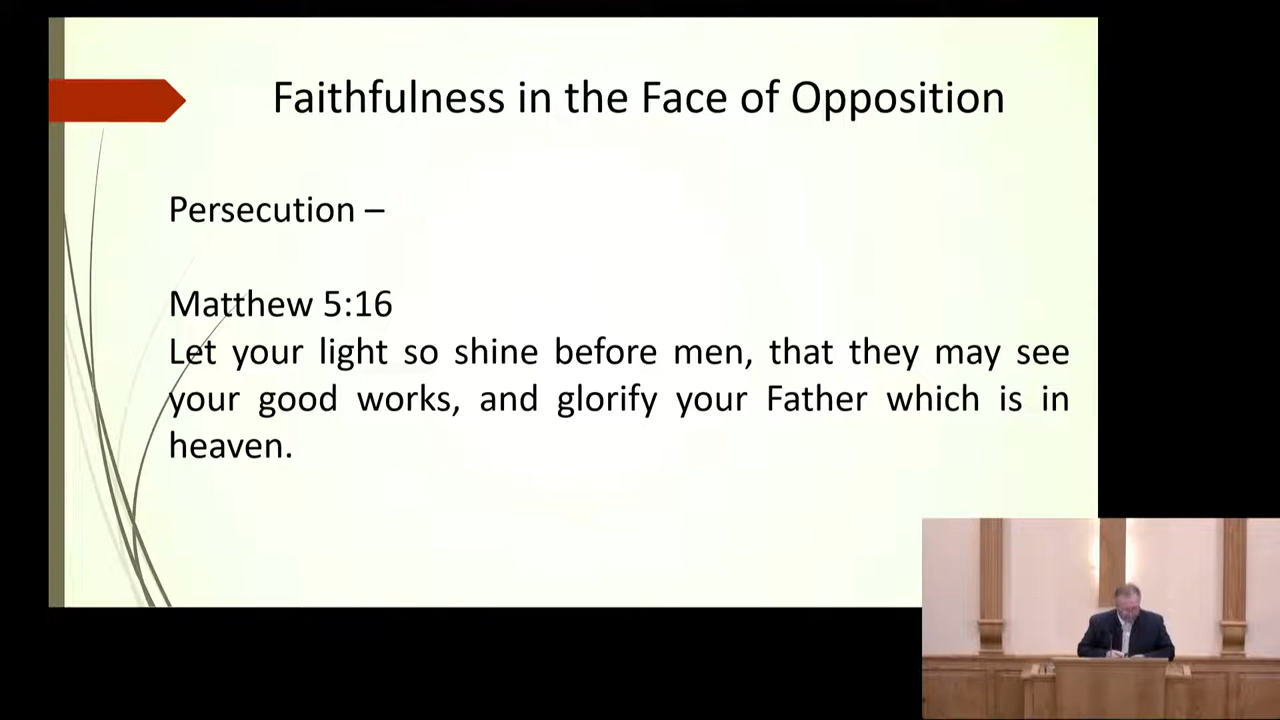 Faithfulness in the Face of Opposition
Persecution –
Matthew 5:16
Let your light so shine before men, that they may see
your good works, and glorify your Father which is in
heaven.